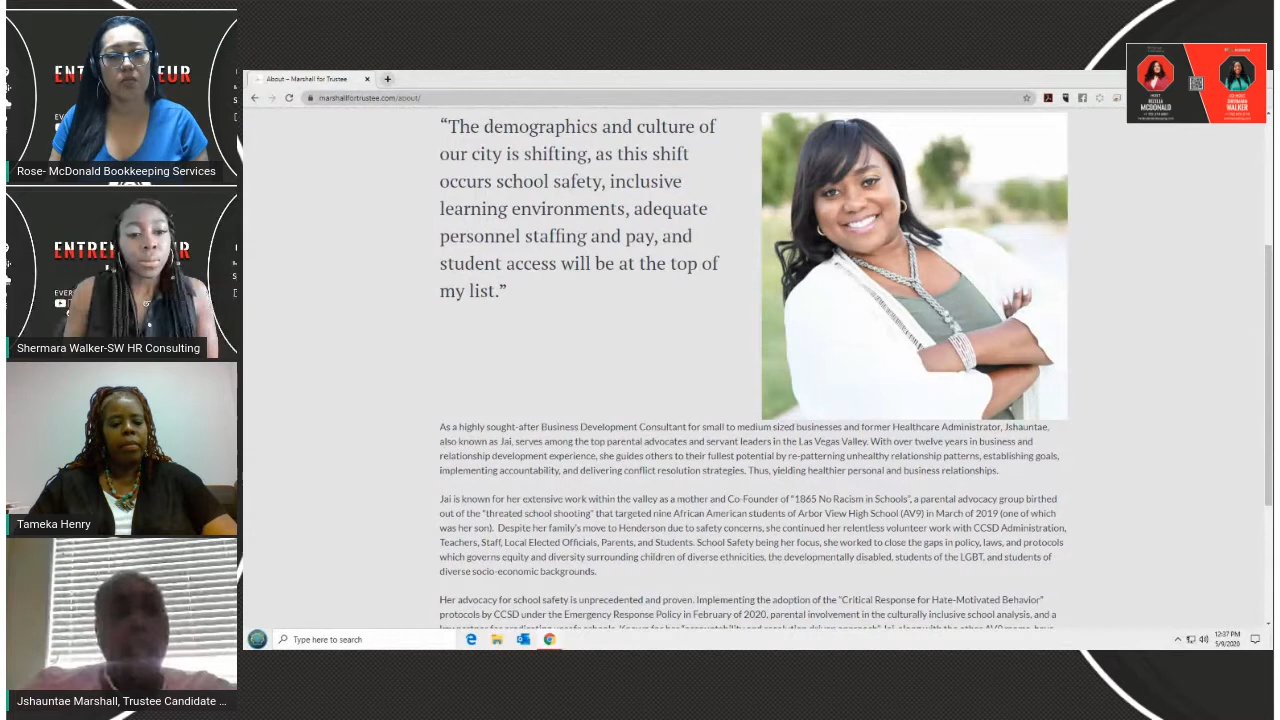 ENT EUR
EVER
Rose- McDonald Bookkeeping Services
ENTREPRENEUR
EVER
Shermara Walker-SW HR Consulting
Tameka Henry
Jshauntae Marshall, Trustee Candidate ...
About – Marshall for Trustee
marshallfortrustee.com/about/
HOST
MCDONALD
CO-HOST
SHERMARA
WALKER
“The demographics and culture of
our city is shifting, as this shift
occurs school safety, inclusive
learning environments, adequate
personnel staffing and pay, and
student access will be at the top of
my list.”
As a highly sought-after Business Development Consultant for small to medium sized businesses and former Healthcare Administrator, Jshauntae,
also known as Jai, serves among the top parental advocates and servant leaders in the Las Vegas Valley. With over twelve years in business and
relationship development experience, she guides others to their fullest potential by re-patterning unhealthy relationship patterns, establishing goals,
implementing accountability, and delivering conflict resolution strategies. Thus, yielding healthier personal and business relationships.
Jai is known for her extensive work within the valley as a mother and Co-Founder of “1865 No Racism in Schools”, a parental advocacy group birthed
out of the “threated school shooting” that targeted nine African American students of Arbor View High School (AV9) in March of 2019 (one of which
was her son). Despite her family’s move to Henderson due to safety concerns, she continued her relentless volunteer work with CCSD Administration,
Teachers, Staff, Local Elected Officials, Parents, and Students. School Safety being her focus, she worked to close the gaps in policy, laws, and protocols
which governs equity and diversity surrounding children of diverse ethnicities, the developmentally disabled, students of the LGBT, and students of
diverse socio-economic backgrounds.
Her advocacy for school safety is unprecedented and proven. Implementing the adoption of the “Critical Response for Hate-Motivated Behavior”
protocols by CCSD under the Emergency Response Policy in February of 2020, parental involvement in the culturally inclusive school analysis, and a
Type here to search
12:37 PM
5/9/2020